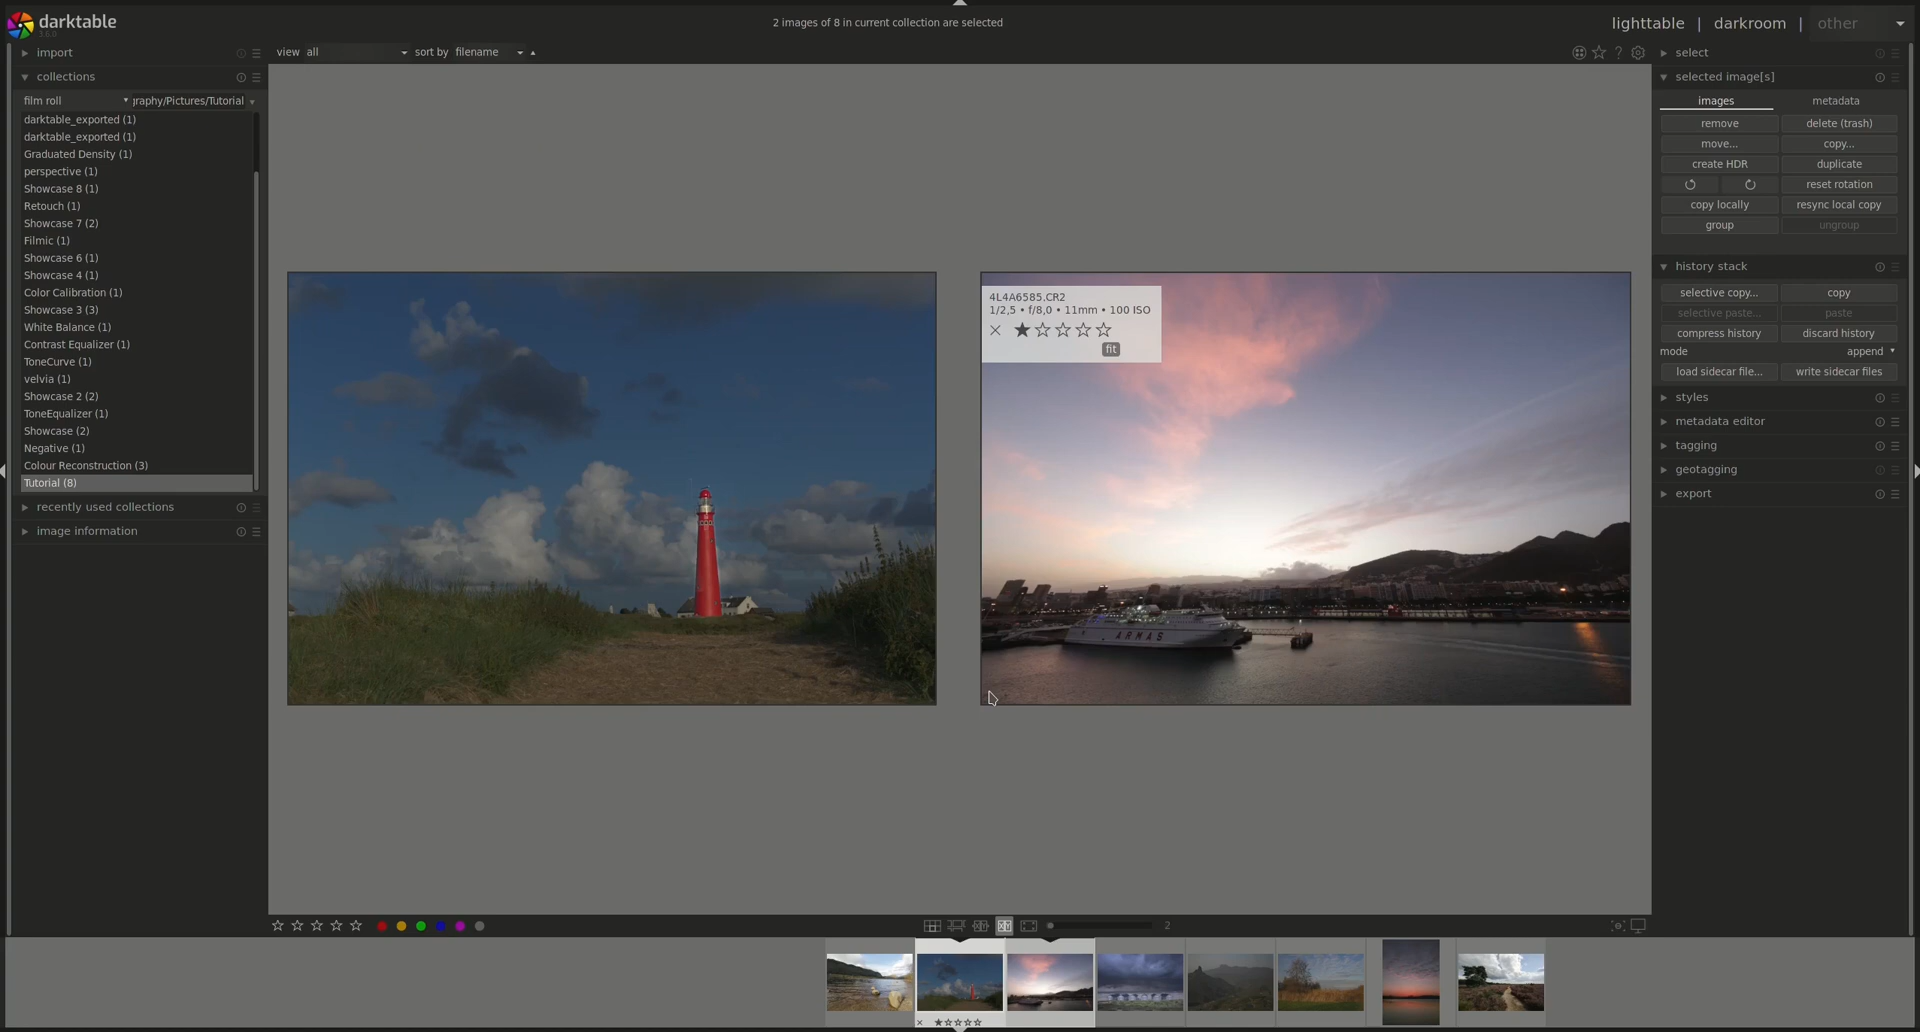 darktable
3.6.0
2 images of 8 in current collection are selected
lighttable | darkroom | other
import
view all sort by filename
select
collections
selected image[s]
film roll raphy/Pictures/Tutorial
images metadata
darktable_exported (1)
darktable_exported (1)
Graduated Density (1)
perspective (1)
Showcase 8 (1)
Retouch (1)
Showcase 7 (2)
Filmic (1)
Showcase 6 (1)
Showcase 4 (1)
Color Calibration (1)
Showcase 3 (3)
White Balance (1)
Contrast Equalizer (1)
ToneCurve (1)
velvia (1)
Showcase 2 (2)
ToneEqualizer (1)
Showcase (2)
Negative (1)
Colour Reconstruction (3)
Tutorial (8)
recently used collections
image information
4L4A6585.CR2
1/2,5 • f/8,0 • 11mm • 100 ISO
fit
ARMAS
remove delete (trash)
move... copy...
create HDR duplicate
reset rotation
copy locally resync local copy
group ungroup
history stack
selective copy... copy
selective paste... paste
compress history discard history
mode append
load sidecar file... write sidecar files
styles
metadata editor
tagging
geotagging
export
2